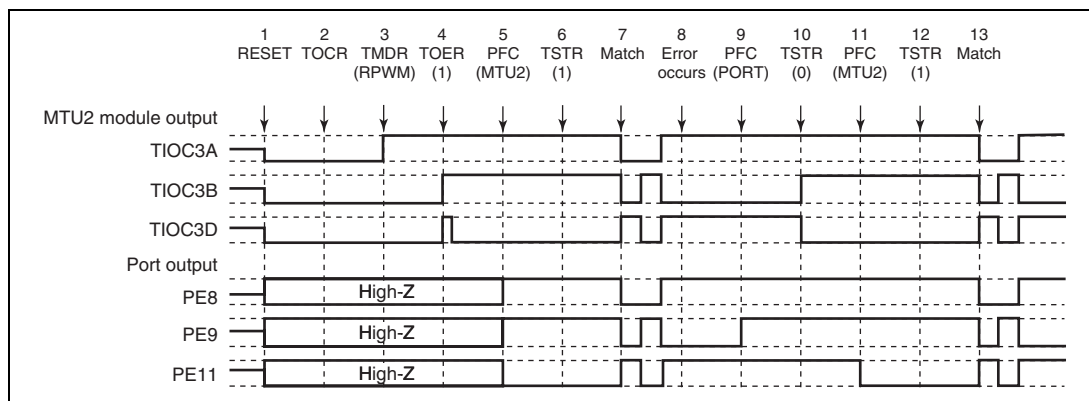 1 2 3 4 5 6 7 8 9 10 11 12 13
RESET TOCR TMDR TOER PFC TSTR Match Error PFC TSTR PFC TSTR Match
(RPWM) (1) (MTU2) (1) occurs (PORT) (0) (MTU2) (1)
MTU2 module output
TIOC3A
TIOC3B
TIOC3D
Port output
PE8 High-Z
PE9 High-Z
PE11 High-Z